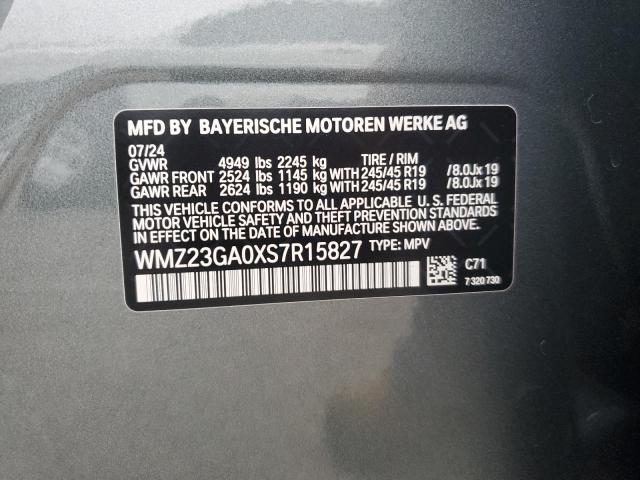 MFD BY BAYERISCHE MOTOREN WERKE AG
07/24
GVWR 4949 lbs 2245 kg TIRE / RIM
GAWR FRONT 2524 lbs 1145 kg WITH 245/45 R19 /8.0Jx19
GAWR REAR 2624 lbs 1190 kg WITH 245/45 R19 /8.0Jx19
THIS VEHICLE CONFORMS TO ALL APPLICABLE U. S. FEDERAL
MOTOR VEHICLE SAFETY, BUMPER, AND THEFT PREVENTION
STANDARDS IN EFFECT ON THE DATE OF MANUFACTURE SHOWN ABOVE.
WMZ23GA0XS7R15827 TYPE: MPV
C71
7 320 730